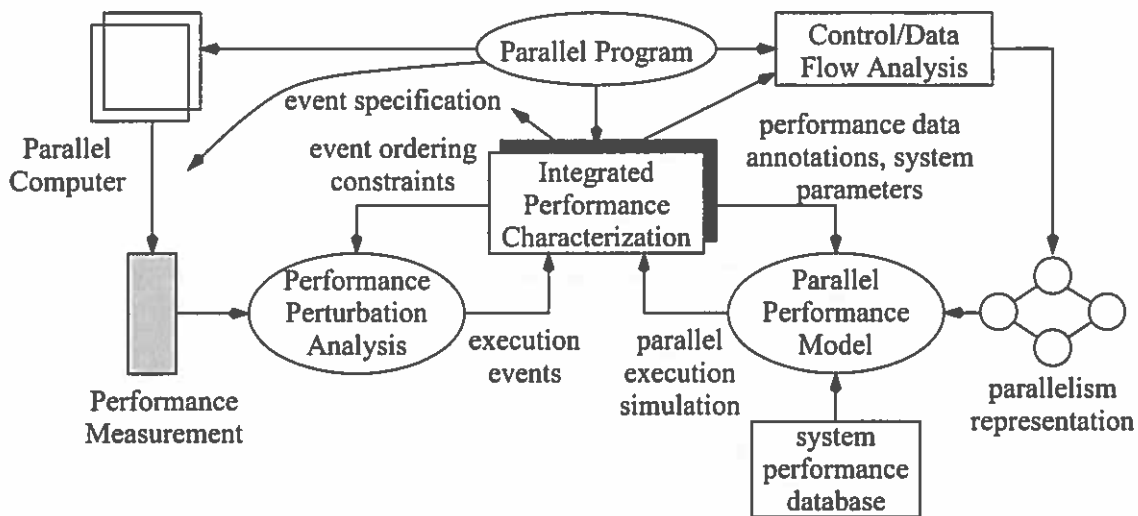 Parallel Program
Control/Data
Flow Analysis
event specification
Parallel
Computer
event ordering
constraints
Integrated
Performance
Characterization
performance data
annotations, system
parameters
Performance
Perturbation
Analysis
execution
events
parallel
execution
simulation
Parallel
Performance
Model
parallelism
representation
Performance
Measurement
system
performance
database